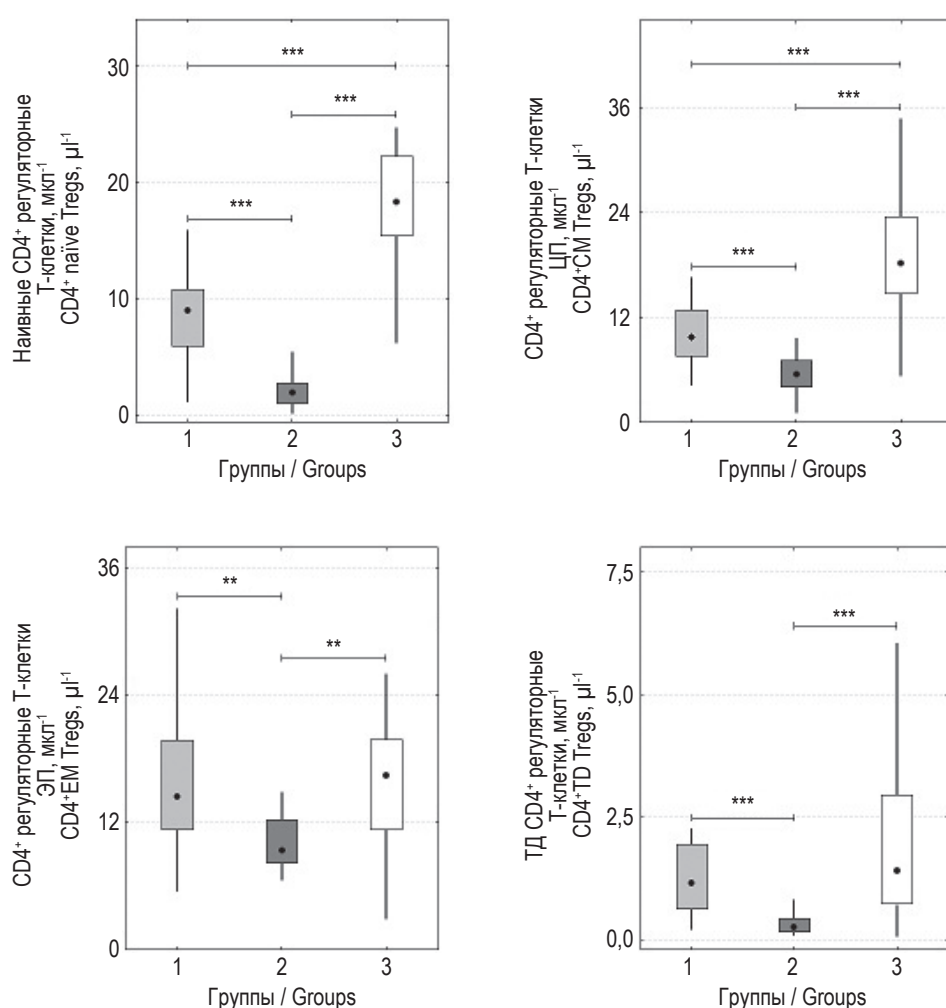 ***
30
***
Наивные CD4⁺ регуляторные
Т-клетки, мкл⁻¹
CD4⁺ naïve Tregs, µl⁻¹
20
***
10
0
1 2 3
Группы / Groups
***
36
***
CD4⁺ регуляторные Т-клетки
ЦП, мкл⁻¹
CD4⁺CM Tregs, µl⁻¹
24
***
12
0
1 2 3
Группы / Groups
36
**
**
CD4⁺ регуляторные Т-клетки
ЭП, мкл⁻¹
CD4⁺EM Tregs, µl⁻¹
24
12
0
1 2 3
Группы / Groups
7,5
***
ТД CD4⁺ регуляторные
Т-клетки, мкл⁻¹
CD4⁺TD Tregs, µl⁻¹
5,0
***
2,5
0,0
1 2 3
Группы / Groups